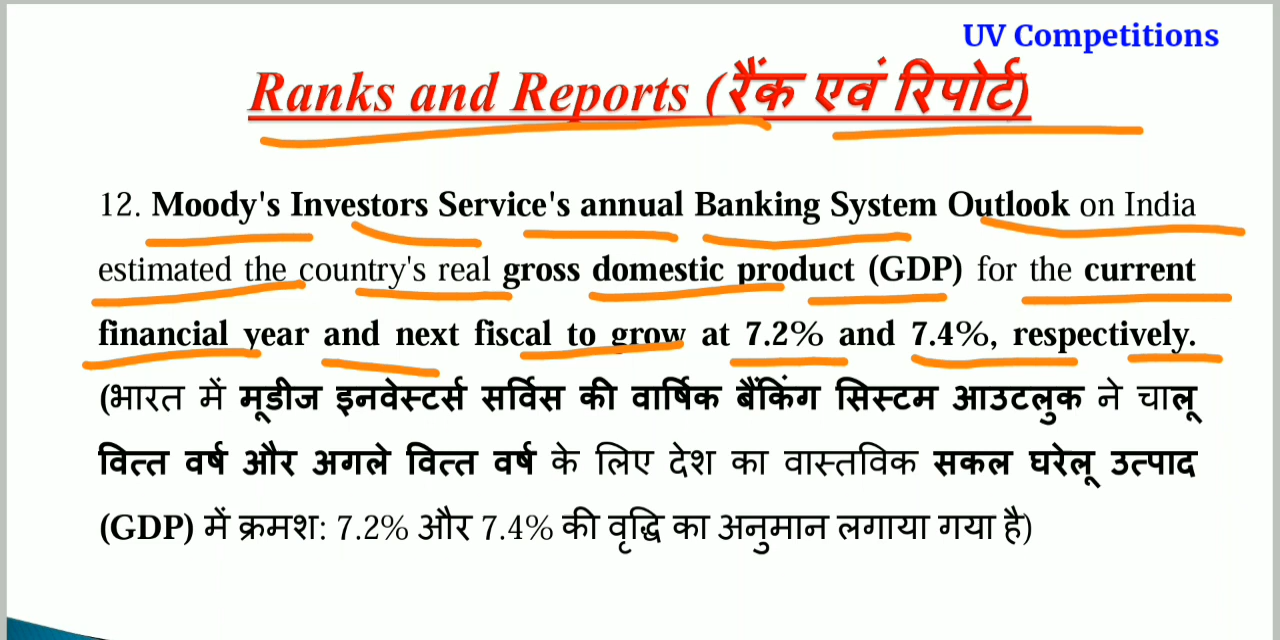 UV Competitions
Ranks and Reports (रैंक एवं रिपोर्ट)
12. Moody's Investors Service's annual Banking System Outlook on India
estimated the country's real gross domestic product (GDP) for the current
financial year and next fiscal to grow at 7.2% and 7.4%, respectively.
(भारत में मूडीज इनवेस्टर्स सर्विस की वार्षिक बैंकिंग सिस्टम आउटलुक ने चालू
वित्त वर्ष और अगले वित्त वर्ष के लिए देश का वास्तविक सकल घरेलू उत्पाद
(GDP) में क्रमश: 7.2% और 7.4% की वृद्धि का अनुमान लगाया गया है)